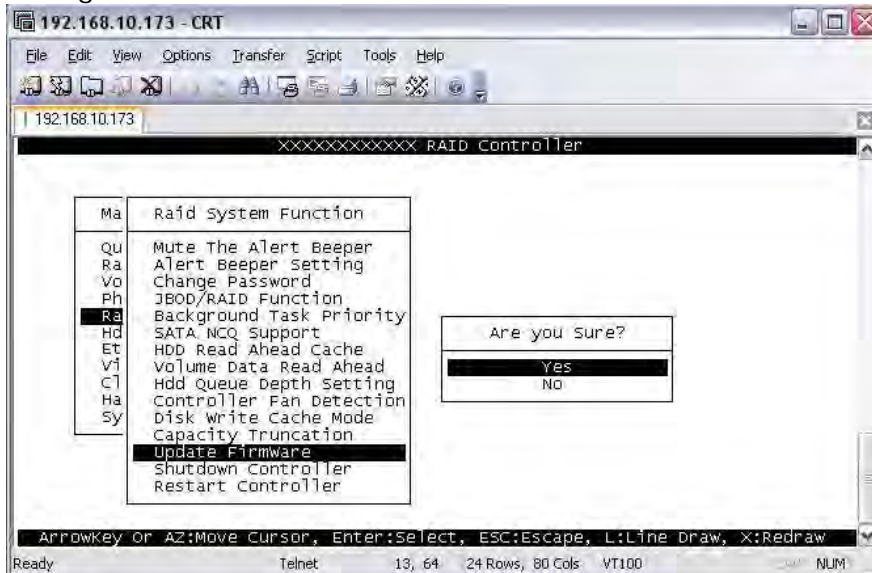 192.168.10.173 - CRT
File Edit View Options Transfer Script Tools Help
192.168.10.173
XXXXXXXXXXXX RAID Controller
Ma
Qu
Ra
Vo
Ph
Ra
Hd
Et
Vi
Cl
Ha
Sy
Raid System Function
Mute The Alert Beeper
Alert Beeper Setting
Change Password
JBOD/RAID Function
Background Task Priority
SATA NCQ Support
HDD Read Ahead Cache
Volume Data Read Ahead
Hdd Queue Depth Setting
Controller Fan Detection
Disk Write Cache Mode
Capacity Truncation
Update FirmWare
Shutdown Controller
Restart Controller
Are you Sure?
Yes
No
ArrowKey Or AZ:Move Cursor, Enter:Select, ESC:Escape, L:Line Draw, X:Redraw
Ready Telnet 13, 64 24 Rows, 80 Cols VT100 NUM